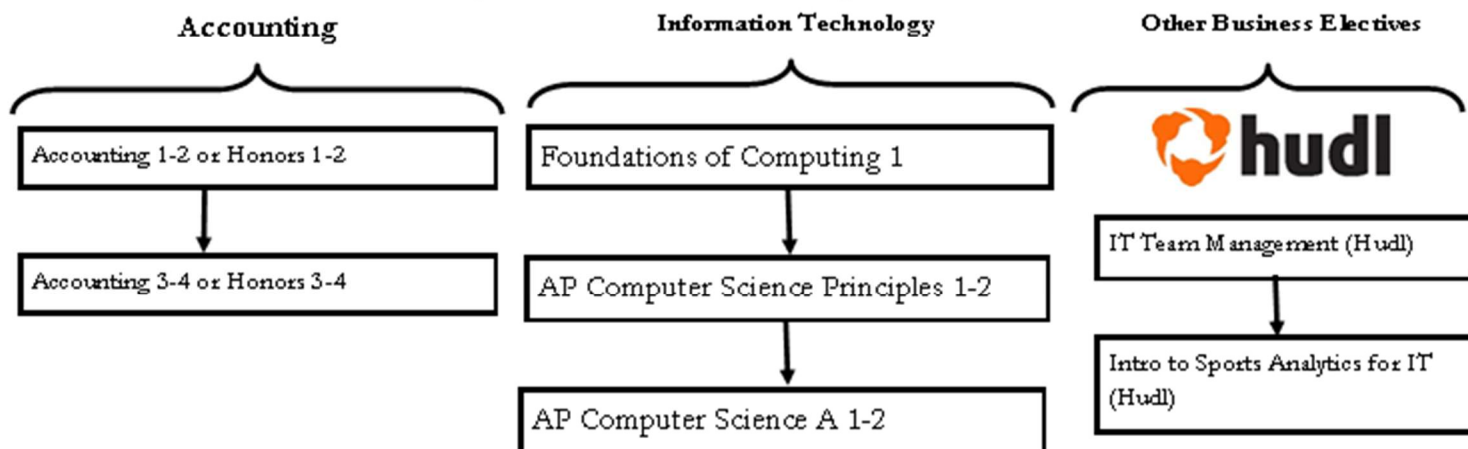 Accounting
Information Technology
Other Business Electives
Accounting 1-2 or Honors 1-2
Accounting 3-4 or Honors 3-4
Foundations of Computing 1
AP Computer Science Principles 1-2
AP Computer Science A 1-2
hudl
IT Team Management (Hudl)
Intro to Sports Analytics for IT
(Hudl)